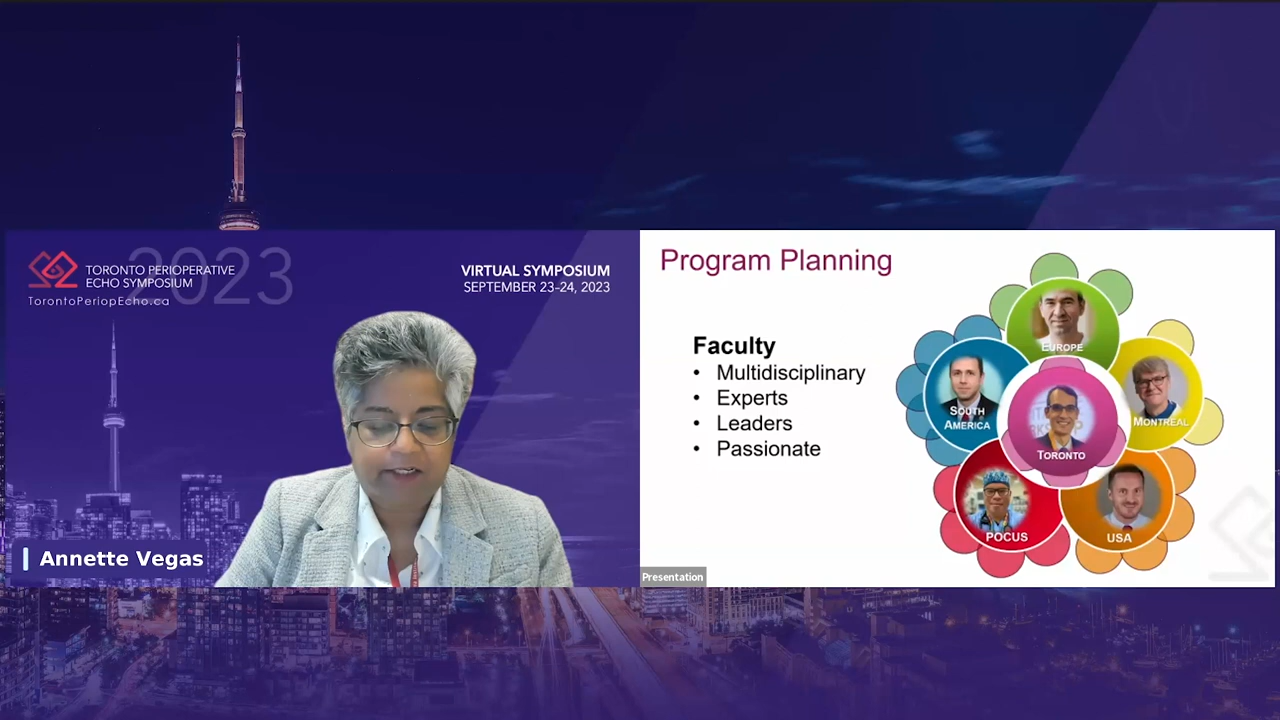 2023
TORONTO PERIOPERATIVE
ECHO SYMPOSIUM
TorontoPeriopEcho.ca
VIRTUAL SYMPOSIUM
SEPTEMBER 23-24, 2023
Annette Vegas
Program Planning
Faculty
• Multidisciplinary
• Experts
• Leaders
• Passionate
EUROPE
SOUTH
AMERICA
MONTREAL
TORONTO
POCUS
USA
Presentation